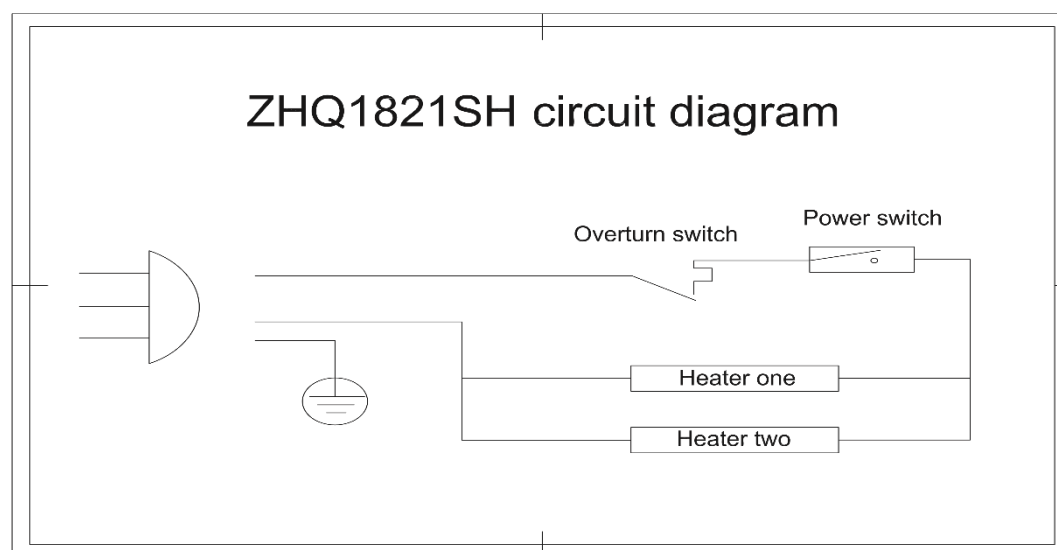 ZHQ1821SH circuit diagram
Power switch
Overturn switch
Heater one
Heater two